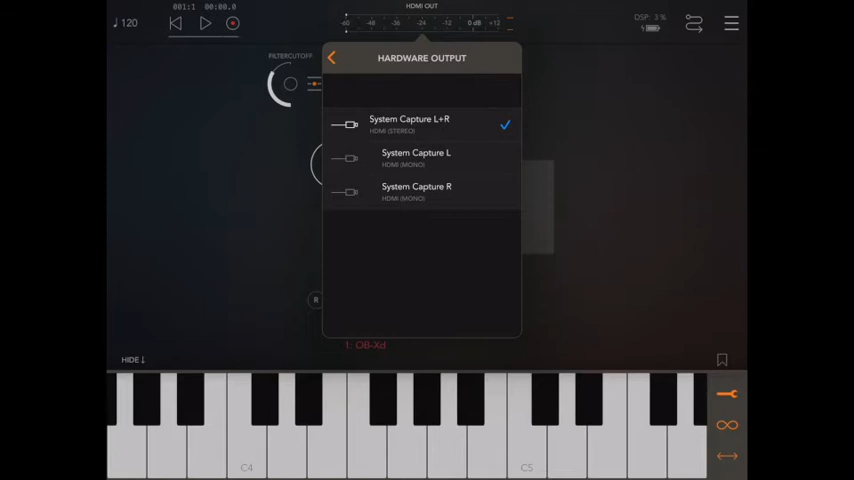 HDMI OUT
♩ 120
001:1 00:00.0
-60 -48 -36 -24 -12 0 dB +12
DSP: 3 %
FILTERCUTOFF
HARDWARE OUTPUT
System Capture L+R
HDMI (STEREO)
System Capture L
HDMI (MONO)
System Capture R
HDMI (MONO)
R
1: OB-Xd
HIDE↓
C4
C5